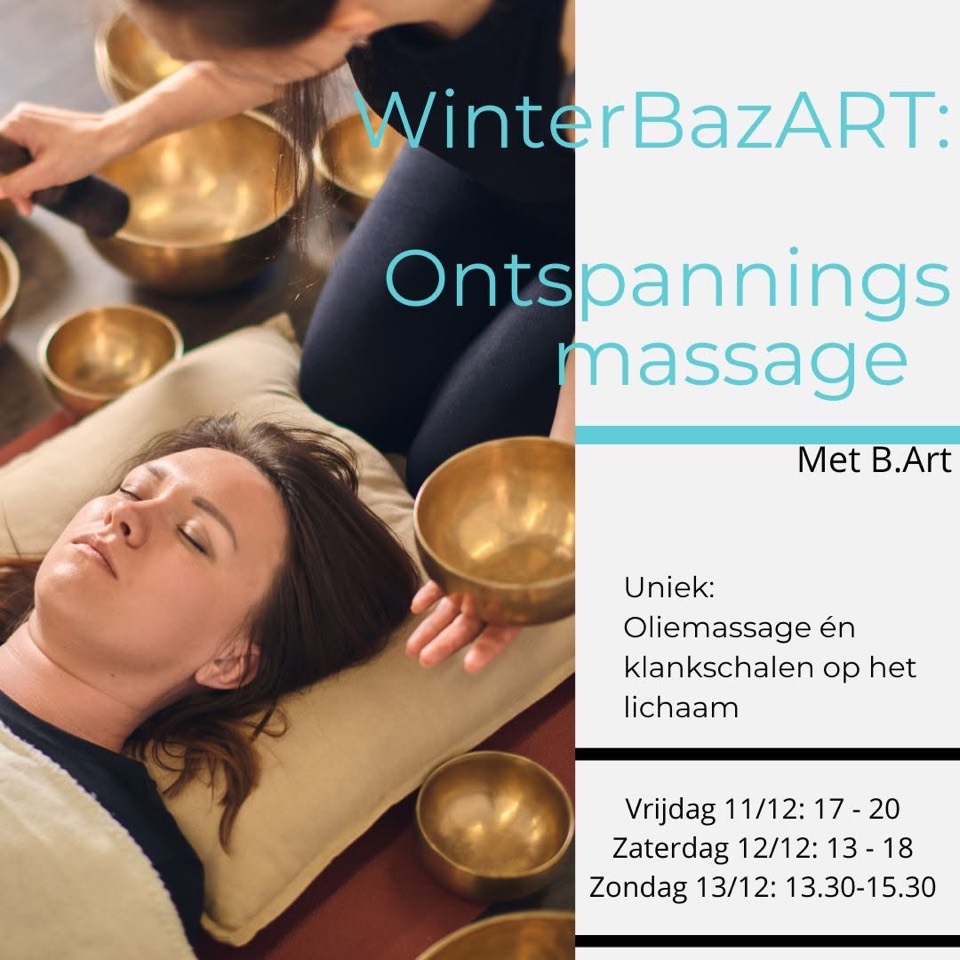 WinterBazART:
Ontspannings
massage
Met B.Art
Uniek:
Oliemassage én
klankschalen op het
lichaam
Vrijdag 11/12: 17 - 20
Zaterdag 12/12: 13 - 18
Zondag 13/12: 13.30-15.30